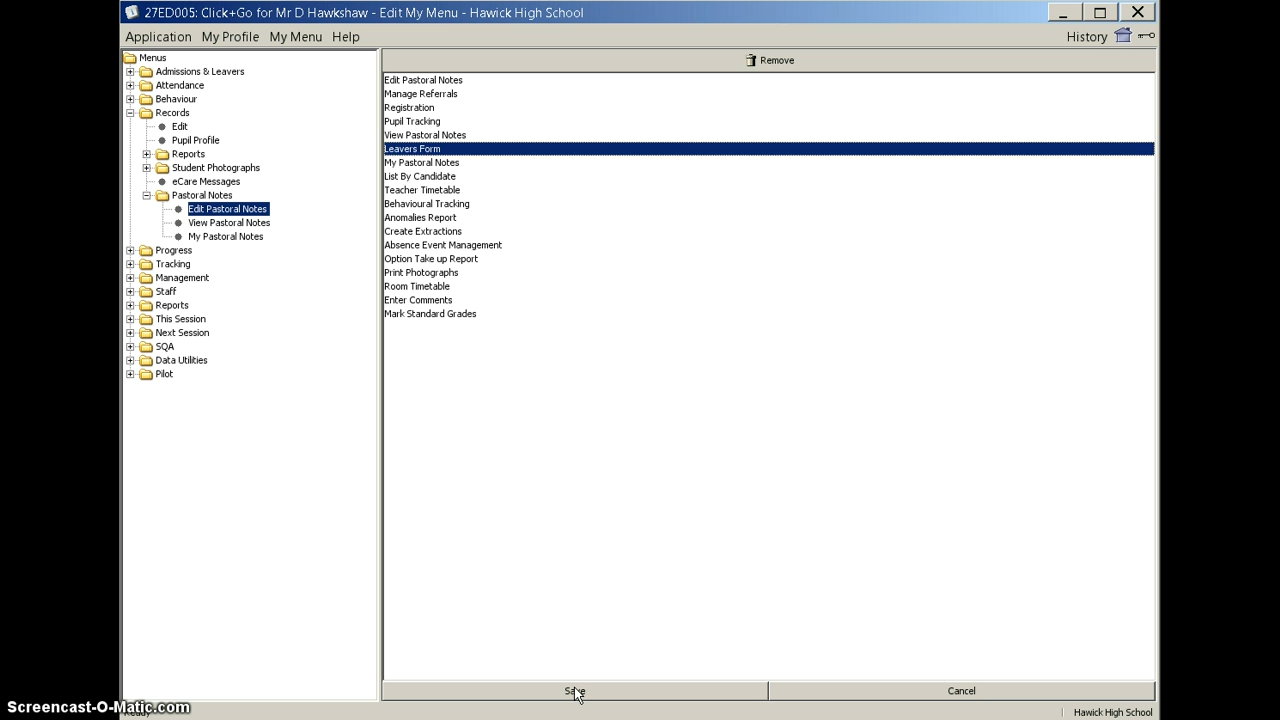 27ED005: Click+Go for Mr D Hawkshaw - Edit My Menu - Hawick High School
Application My Profile My Menu Help History
Menus
Admissions & Leavers
Attendance
Behaviour
Records
Edit
Pupil Profile
Reports
Student Photographs
eCare Messages
Pastoral Notes
Edit Pastoral Notes
View Pastoral Notes
My Pastoral Notes
Progress
Tracking
Management
Staff
Reports
This Session
Next Session
SQA
Data Utilities
Pilot
Remove
Edit Pastoral Notes
Manage Referrals
Registration
Pupil Tracking
View Pastoral Notes
Leavers Form
My Pastoral Notes
List By Candidate
Teacher Timetable
Behavioural Tracking
Anomalies Report
Create Extractions
Absence Event Management
Option Take up Report
Print Photographs
Room Timetable
Enter Comments
Mark Standard Grades
Save Cancel
Screencast-O-Matic.com
Hawick High School